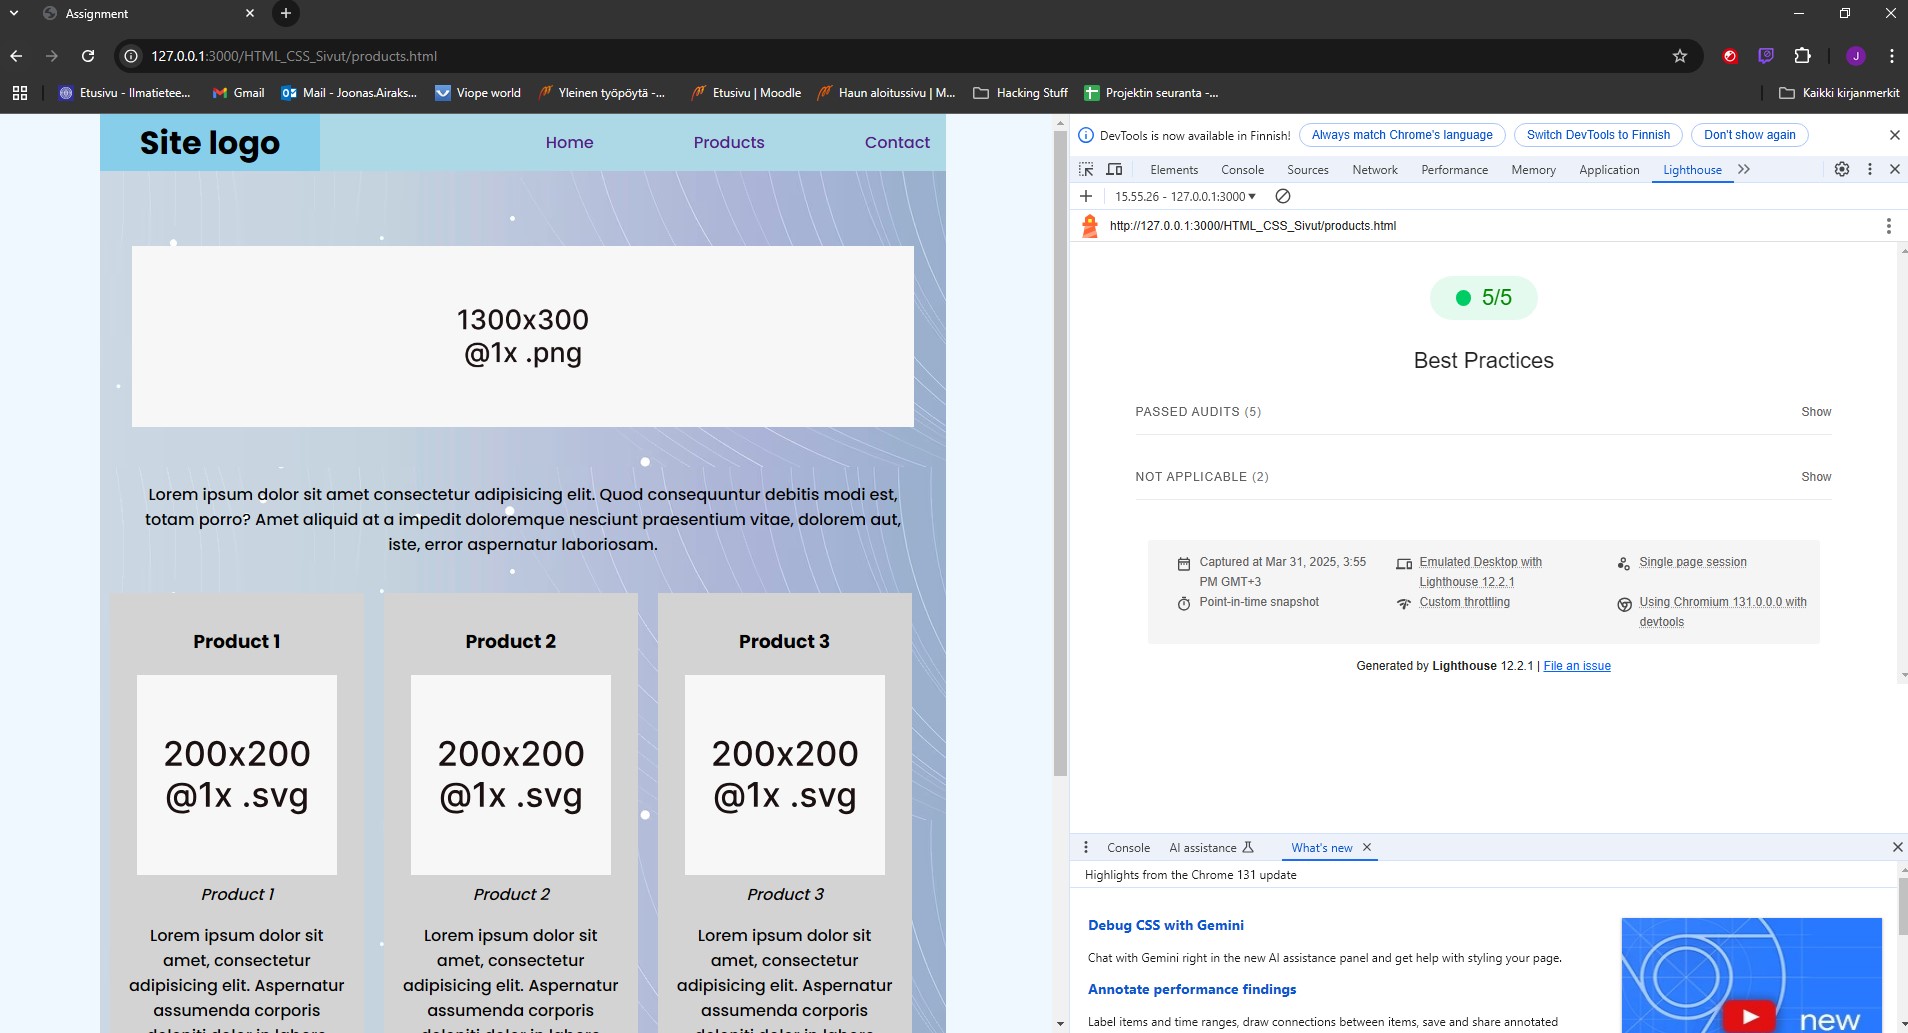 Assignment
127.0.0.1:3000/HTML_CSS_Sivut/products.html
J
Etusivu - Ilmatietee...
Gmail
Mail - Joonas.Airaks...
Viope world
Yleinen työpöytä -...
Etusivu | Moodle
Haun aloitussivu | M...
Hacking Stuff
Projektin seuranta -...
Kaikki kirjanmerkit
Site logo
Home
Products
Contact
1300x300
@1x .png
Lorem ipsum dolor sit amet consectetur adipisicing elit. Quod consequuntur debitis modi est,
totam porro? Amet aliquid at a impedit doloremque nesciunt praesentium vitae, dolorem aut,
iste, error aspernatur laboriosam.
Product 1
200x200
@1x .svg
Product 1
Lorem ipsum dolor sit
amet, consectetur
adipisicing elit. Aspernatur
assumenda corporis
deleniti dolor in labore
Product 2
200x200
@1x .svg
Product 2
Lorem ipsum dolor sit
amet, consectetur
adipisicing elit. Aspernatur
assumenda corporis
deleniti dolor in labore
Product 3
200x200
@1x .svg
Product 3
Lorem ipsum dolor sit
amet, consectetur
adipisicing elit. Aspernatur
assumenda corporis
deleniti dolor in labore
DevTools is now available in Finnish!
Always match Chrome's language
Switch DevTools to Finnish
Don't show again
Elements
Console
Sources
Network
Performance
Memory
Application
Lighthouse
15.55.26 - 127.0.0.1:3000
http://127.0.0.1:3000/HTML_CSS_Sivut/products.html
5/5
Best Practices
PASSED AUDITS (5)
Show
NOT APPLICABLE (2)
Show
Captured at Mar 31, 2025, 3:55
PM GMT+3
Emulated Desktop with
Lighthouse 12.2.1
Single page session
Point-in-time snapshot
Custom throttling
Using Chromium 131.0.0.0 with
devtools
Generated by Lighthouse 12.2.1 | File an issue
Console
AI assistance
What's new
Highlights from the Chrome 131 update
Debug CSS with Gemini
Chat with Gemini right in the new AI assistance panel and get help with styling your page.
Annotate performance findings
Label items and time ranges, draw connections between items, save and share annotated
new